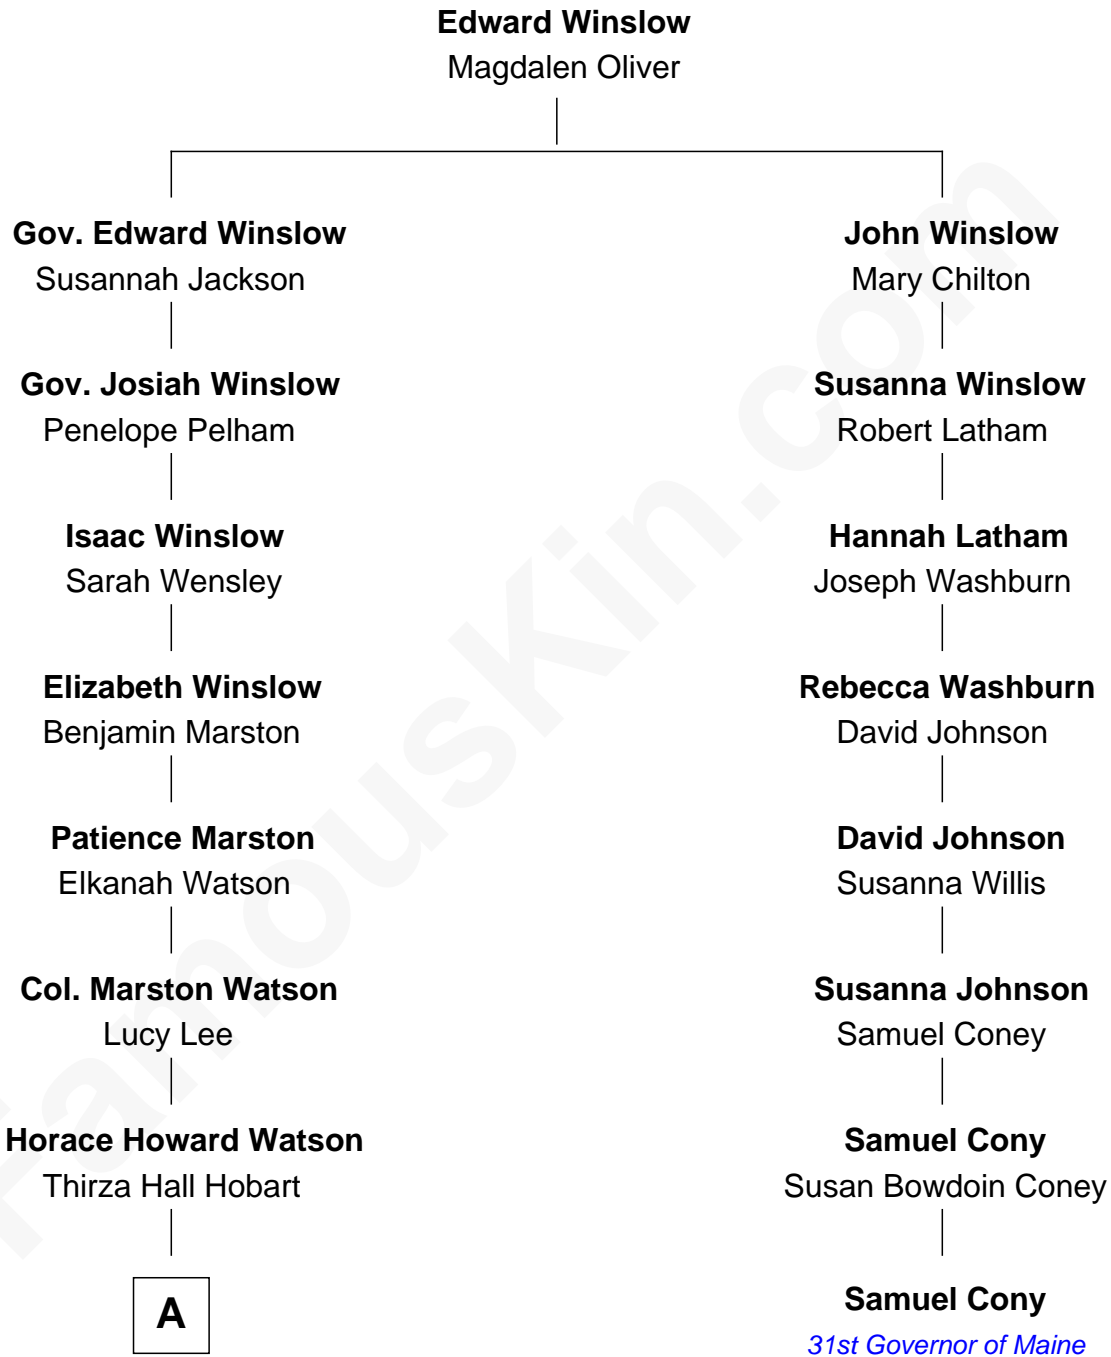 Edward Winslow
Magdalen Oliver
Gov. Edward Winslow
Susannah Jackson
John Winslow
Mary Chilton
Gov. Josiah Winslow
Penelope Pelham
Susanna Winslow
Robert Latham
Isaac Winslow
Sarah Wensley
Hannah Latham
Joseph Washburn
Elizabeth Winslow
Benjamin Marston
Rebecca Washburn
David Johnson
Patience Marston
Elkanah Watson
David Johnson
Susanna Willis
Col. Marston Watson
Lucy Lee
Susanna Johnson
Samuel Coney
Horace Howard Watson
Thirza Hall Hobart
Samuel Cony
Susan Bowdoin Coney
A
Samuel Cony
31st Governor of Maine
FamousKin.com